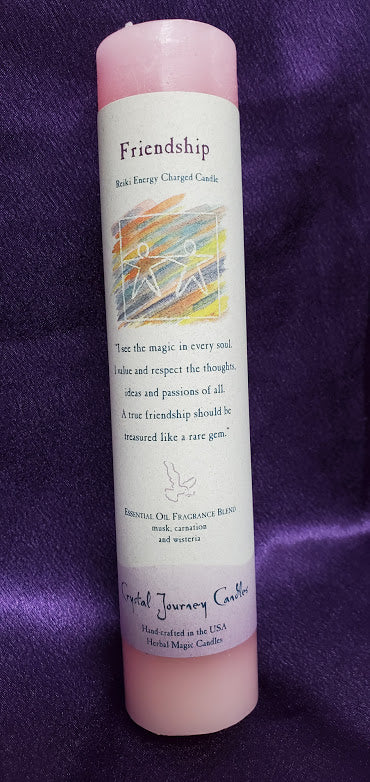 Friendship
Reiki Energy Charged Candle
"I see the magic in every soul.
I value and respect the thoughts,
ideas and passions of all.
A true friendship should be
treasured like a rare gem."
Essential Oil Fragrance Blend
musk, carnation
and wisteria
Crystal Journey Candles
Hand-crafted in the USA
Herbal Magic Candles